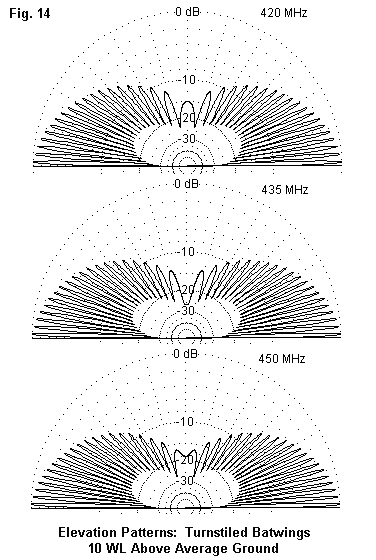 Fig. 14
0 dB
420 MHz
-10
-20
-30
0 dB
435 MHz
-10
-20
-30
0 dB
450 MHz
-10
-20
-30
Elevation Patterns: Turnstiled Batwings
10 WL Above Average Ground